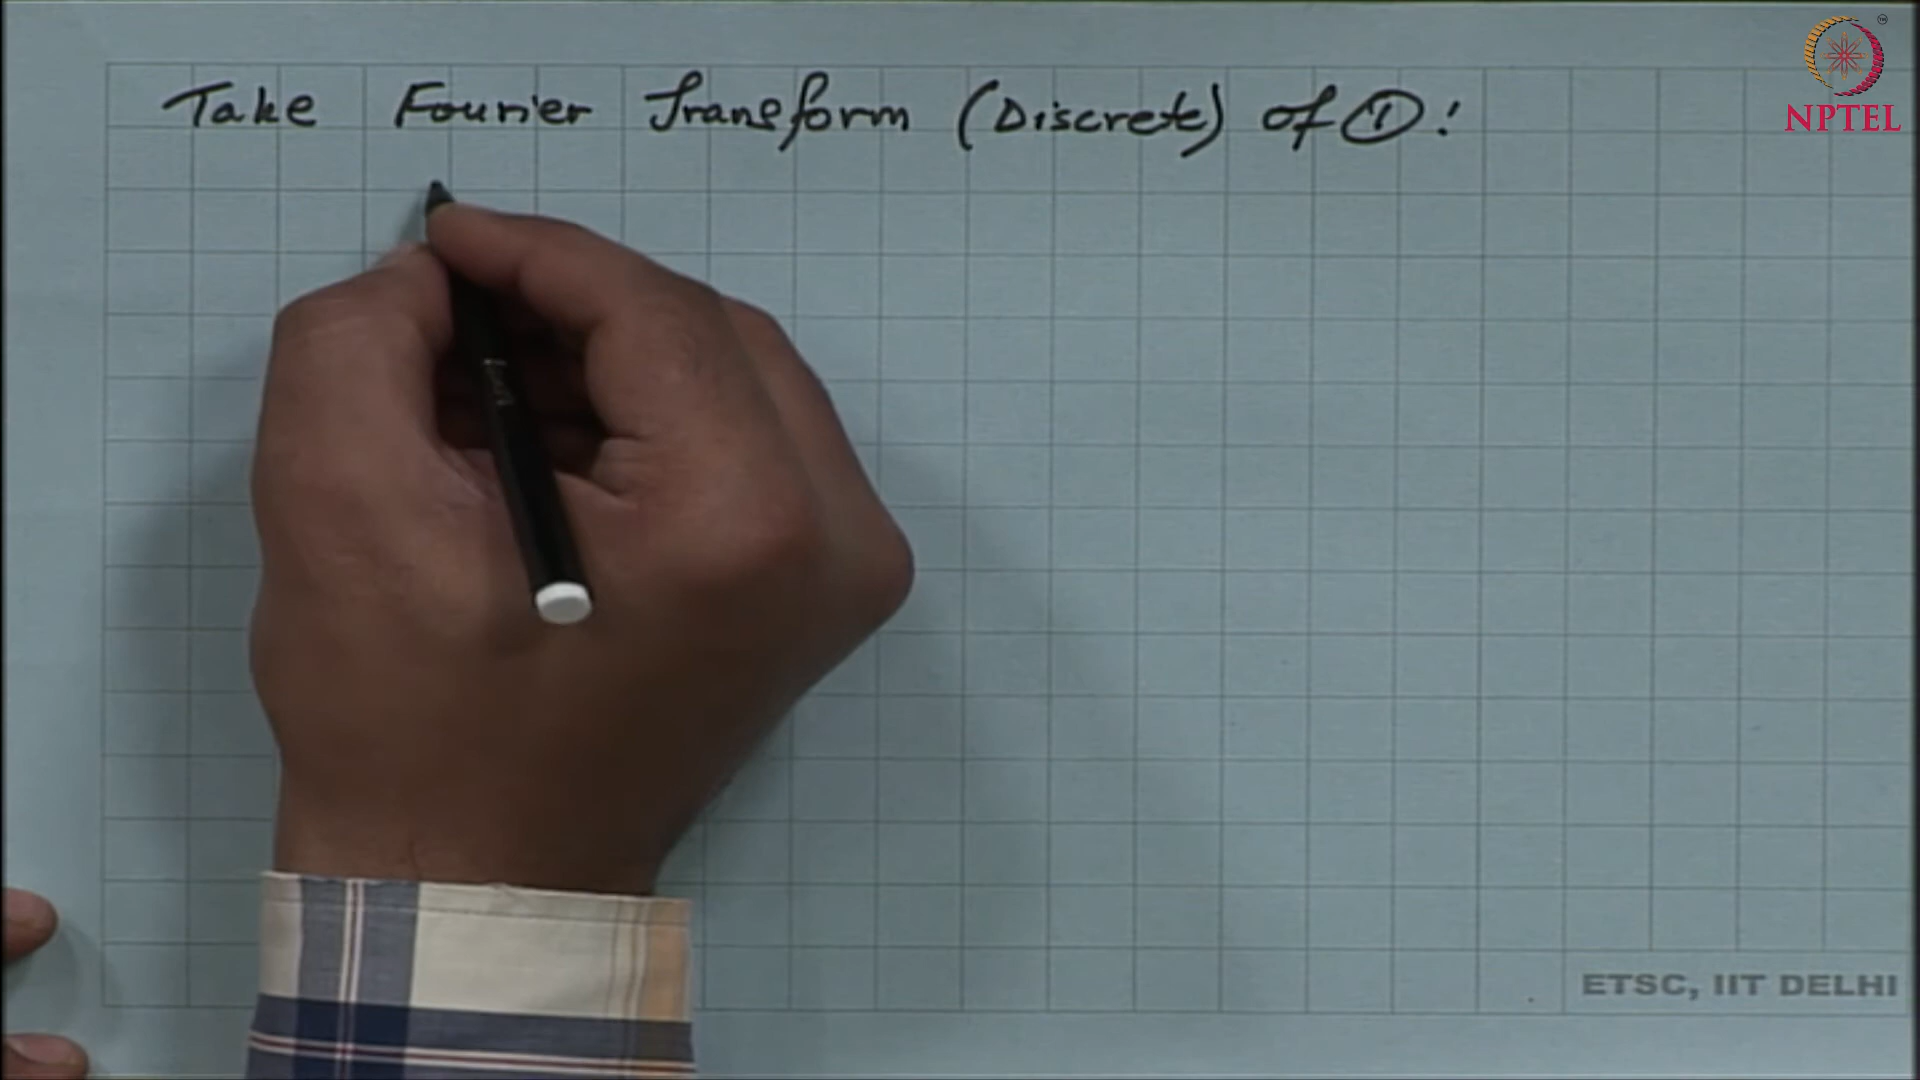 Take Fourier Transform (Discrete) of ①:
NPTEL
ETSC, IIT DELHI